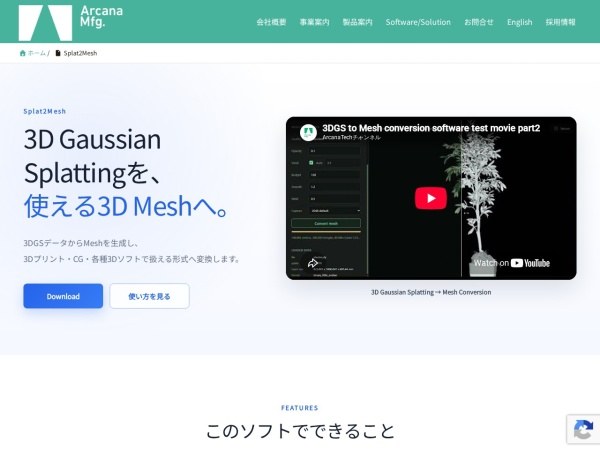 Arcana
Mfg.
会社概要 事業案内 製品案内 Software/Solution お問合せ English 採用情報
ホーム / Splat2Mesh
Splat2Mesh
3D Gaussian
Splattingを、
使える3D Meshへ。
3DGSデータからMeshを生成し、
3Dプリント・CG・各種3Dソフトで扱える形式へ変換します。
Download 使い方を見る
3DGS to Mesh conversion software test movie part2
ArcanaTechチャンネル
Convert mesh
Watch on YouTube
3D Gaussian Splatting → Mesh Conversion
FEATURES
このソフトでできること